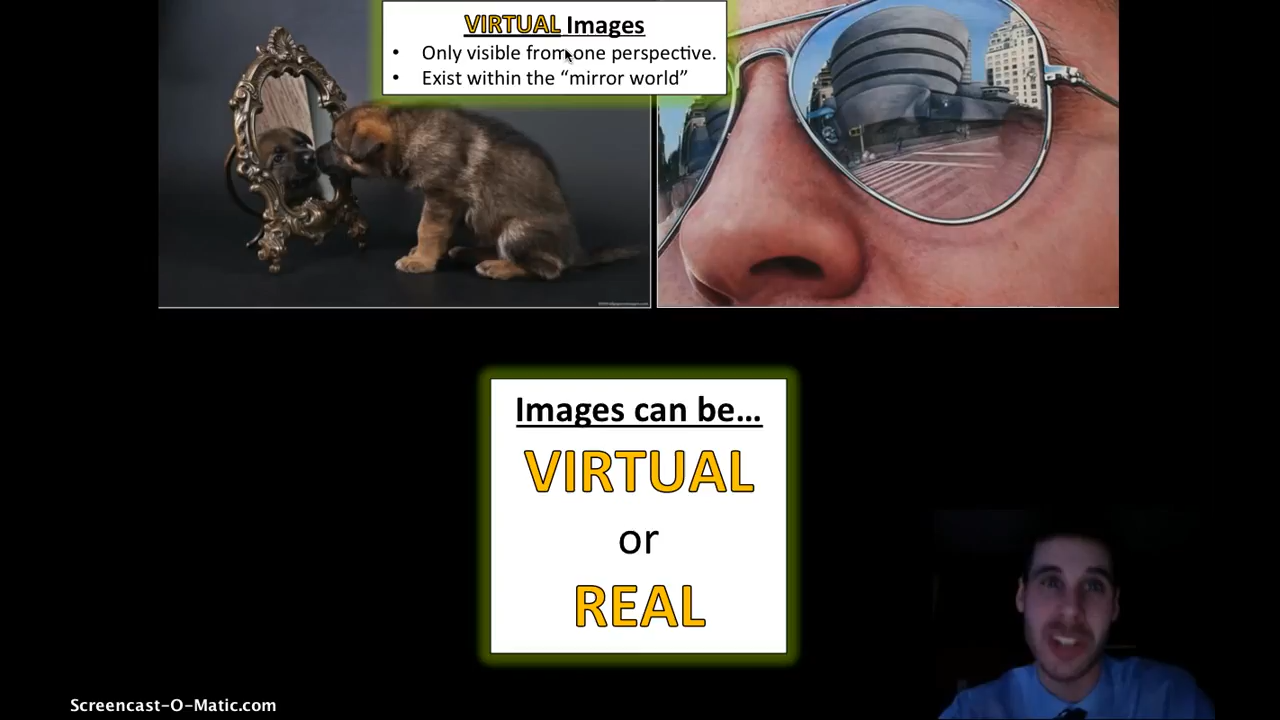 VIRTUAL Images
• Only visible from one perspective.
• Exist within the “mirror world”
Images can be...
VIRTUAL
or
REAL
Screencast-O-Matic.com